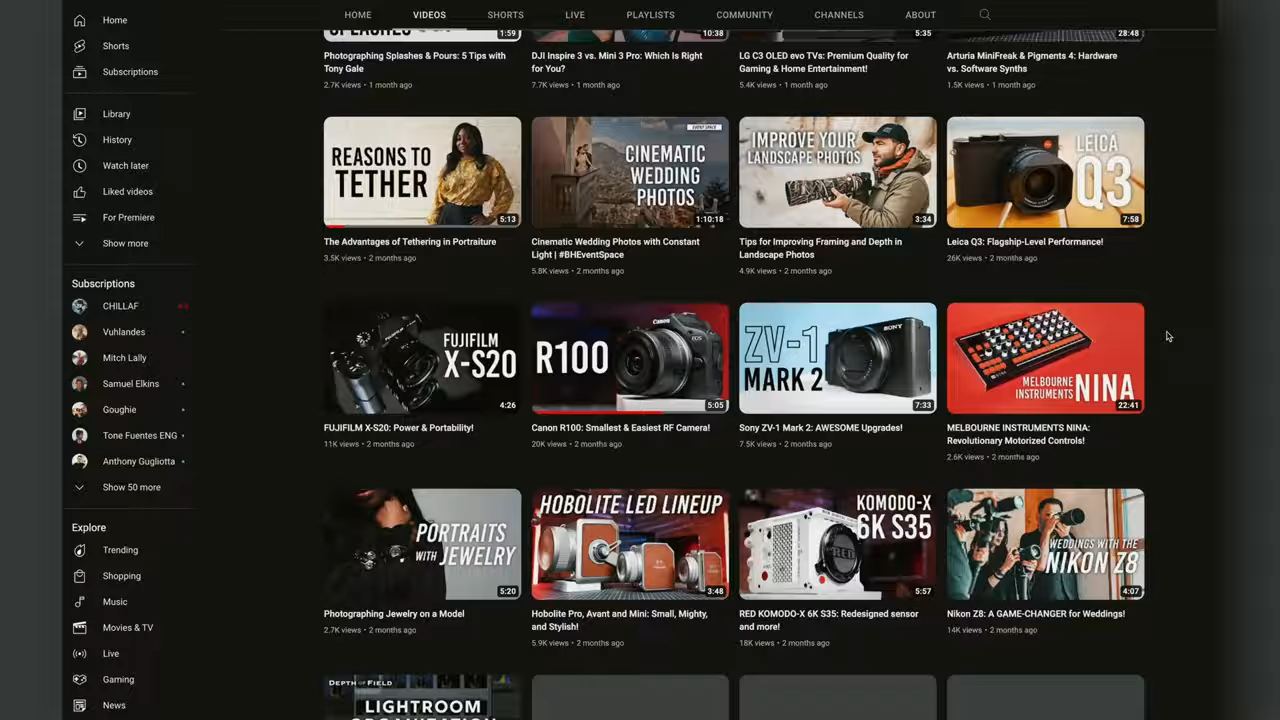 HOME
VIDEOS
SHORTS
LIVE
PLAYLISTS
COMMUNITY
CHANNELS
ABOUT
Home
Shorts
Subscriptions
Library
History
Watch later
Liked videos
For Premiere
Show more
Subscriptions
CHILLAF
Vuhlandes
Mitch Lally
Samuel Elkins
Goughie
Tone Fuentes ENG
Anthony Gugliotta
Show 50 more
Explore
Trending
Shopping
Music
Movies & TV
Live
Gaming
News
SPLASHES
1:59
Photographing Splashes & Pours: 5 Tips with
Tony Gale
2.7K views • 1 month ago
10:38
DJI Inspire 3 vs. Mini 3 Pro: Which Is Right
for You?
7.7K views • 1 month ago
5:35
LG C3 OLED evo TVs: Premium Quality for
Gaming & Home Entertainment!
5.4K views • 1 month ago
28:48
Arturia MiniFreak & Pigments 4: Hardware
vs. Software Synths
1.5K views • 1 month ago
REASONS TO
TETHER
5:13
The Advantages of Tethering in Portraiture
3.5K views • 2 months ago
EVENT SPACE
CINEMATIC
WEDDING
PHOTOS
1:10:18
Cinematic Wedding Photos with Constant
Light | #BHEventSpace
5.8K views • 2 months ago
IMPROVE YOUR
LANDSCAPE PHOTOS
3:34
Tips for Improving Framing and Depth in
Landscape Photos
4.9K views • 2 months ago
LEICA
Q3
7:58
Leica Q3: Flagship-Level Performance!
26K views • 2 months ago
FUJIFILM
X-S20
4:26
FUJIFILM X-S20: Power & Portability!
11K views • 2 months ago
R100
Canon
EOS
5:05
Canon R100: Smallest & Easiest RF Camera!
20K views • 2 months ago
ZV-1
MARK 2
SONY
7:33
Sony ZV-1 Mark 2: AWESOME Upgrades!
7.5K views • 2 months ago
MELBOURNE
INSTRUMENTS
NINA
22:41
MELBOURNE INSTRUMENTS NINA:
Revolutionary Motorized Controls!
2.6K views • 2 months ago
PORTRAITS
WITH JEWELRY
5:20
Photographing Jewelry on a Model
2.7K views • 2 months ago
HOBOLITE LED LINEUP
3:48
Hobolite Pro, Avant and Mini: Small, Mighty,
and Stylish!
5.9K views • 2 months ago
KOMODO-X
6K S35
RED
5:57
RED KOMODO-X 6K S35: Redesigned sensor
and more!
18K views • 2 months ago
WEDDINGS WITH THE
NIKON Z8
4:07
Nikon Z8: A GAME-CHANGER for Weddings!
14K views • 2 months ago
DEPTH OF FIELD
LIGHTROOM
ORGANIZATION